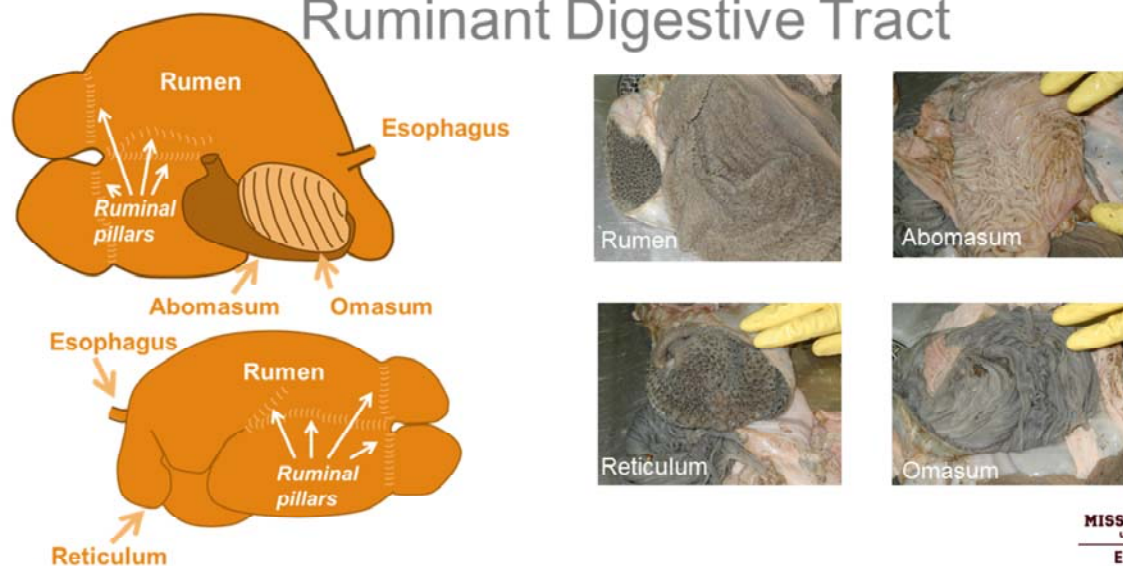 Ruminant Digestive Tract
Rumen
Esophagus
Ruminal
pillars
Abomasum
Omasum
Esophagus
Rumen
Ruminal
pillars
Reticulum
Rumen
Abomasum
Reticulum
Omasum
MISS
E